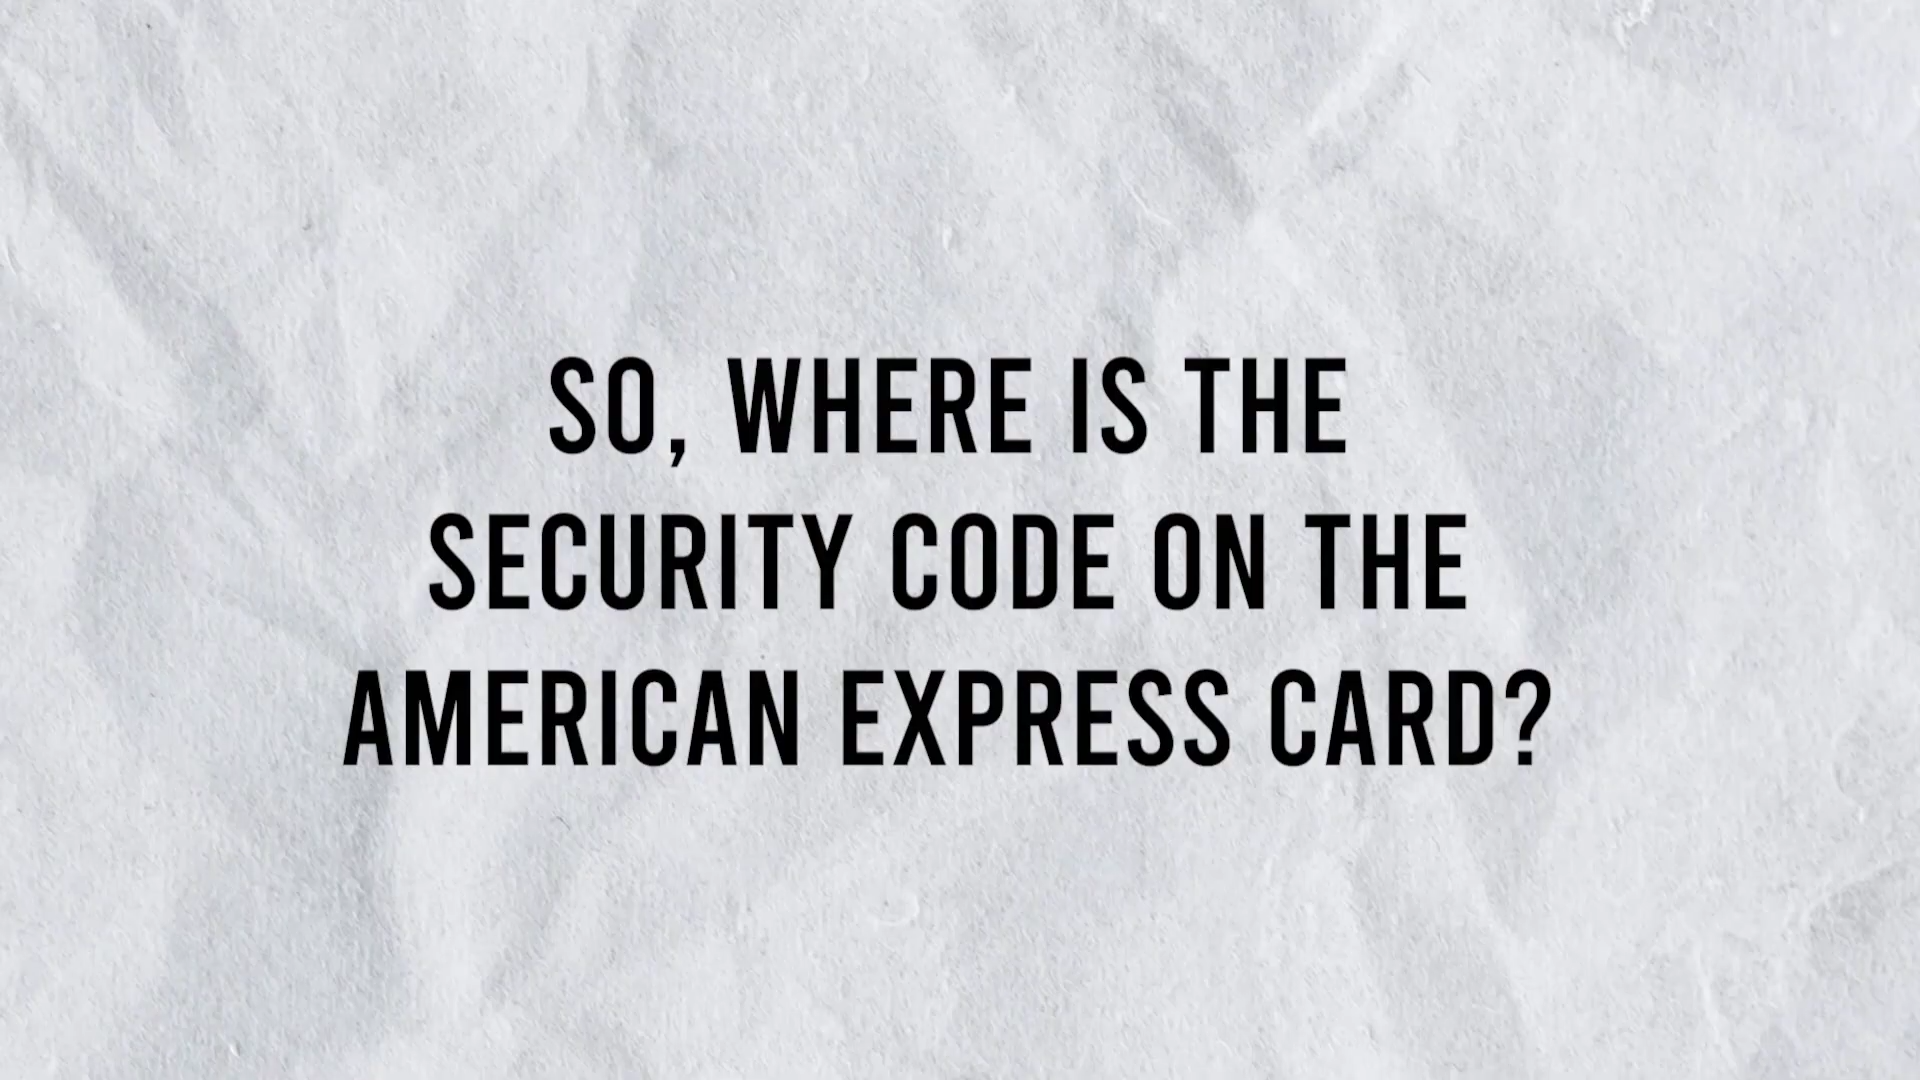 SO, WHERE IS THE
SECURITY CODE ON THE
AMERICAN EXPRESS CARD?